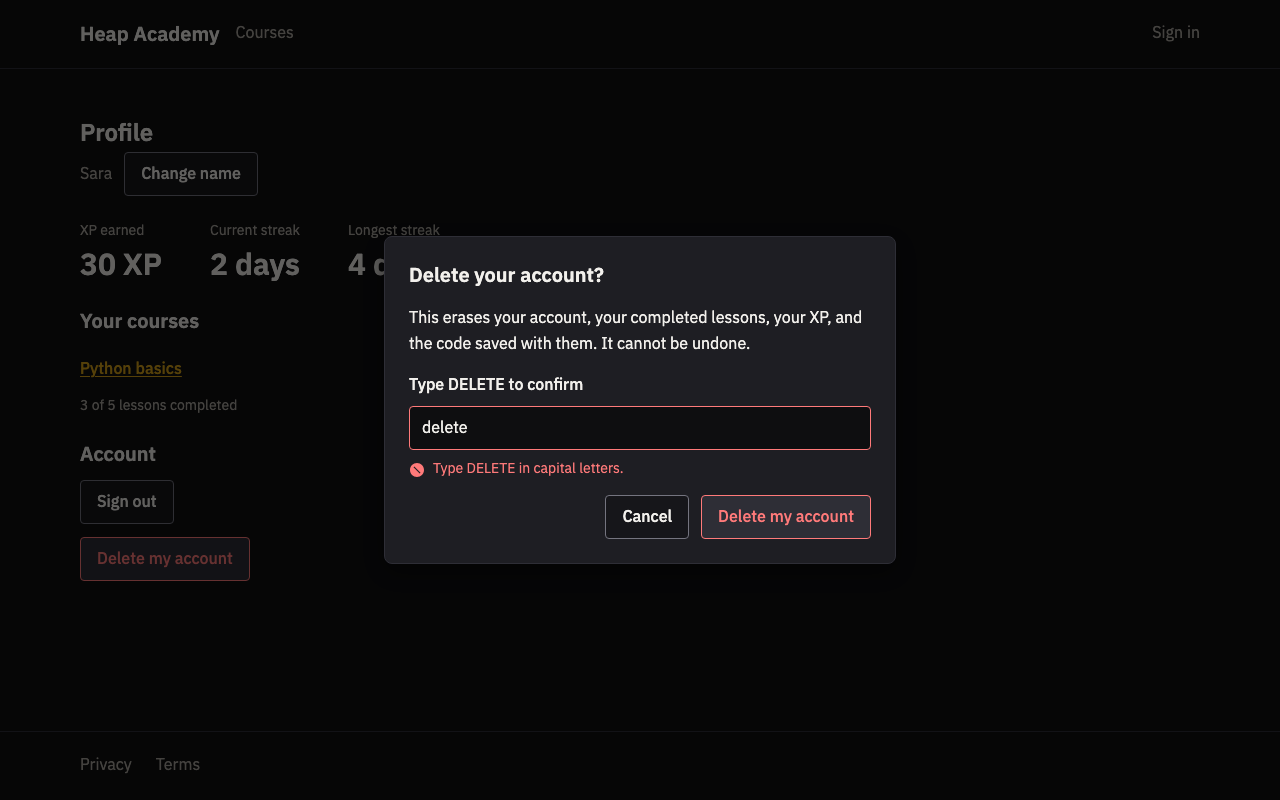 Heap Academy Courses Sign in
Profile
Sara Change name
XP earned Current streak Longest streak
30 XP 2 days 4 d
Delete your account?
This erases your account, your completed lessons, your XP, and
the code saved with them. It cannot be undone.
Type DELETE to confirm
delete
Type DELETE in capital letters.
Cancel Delete my account
Your courses
Python basics
3 of 5 lessons completed
Account
Sign out
Delete my account
Privacy Terms